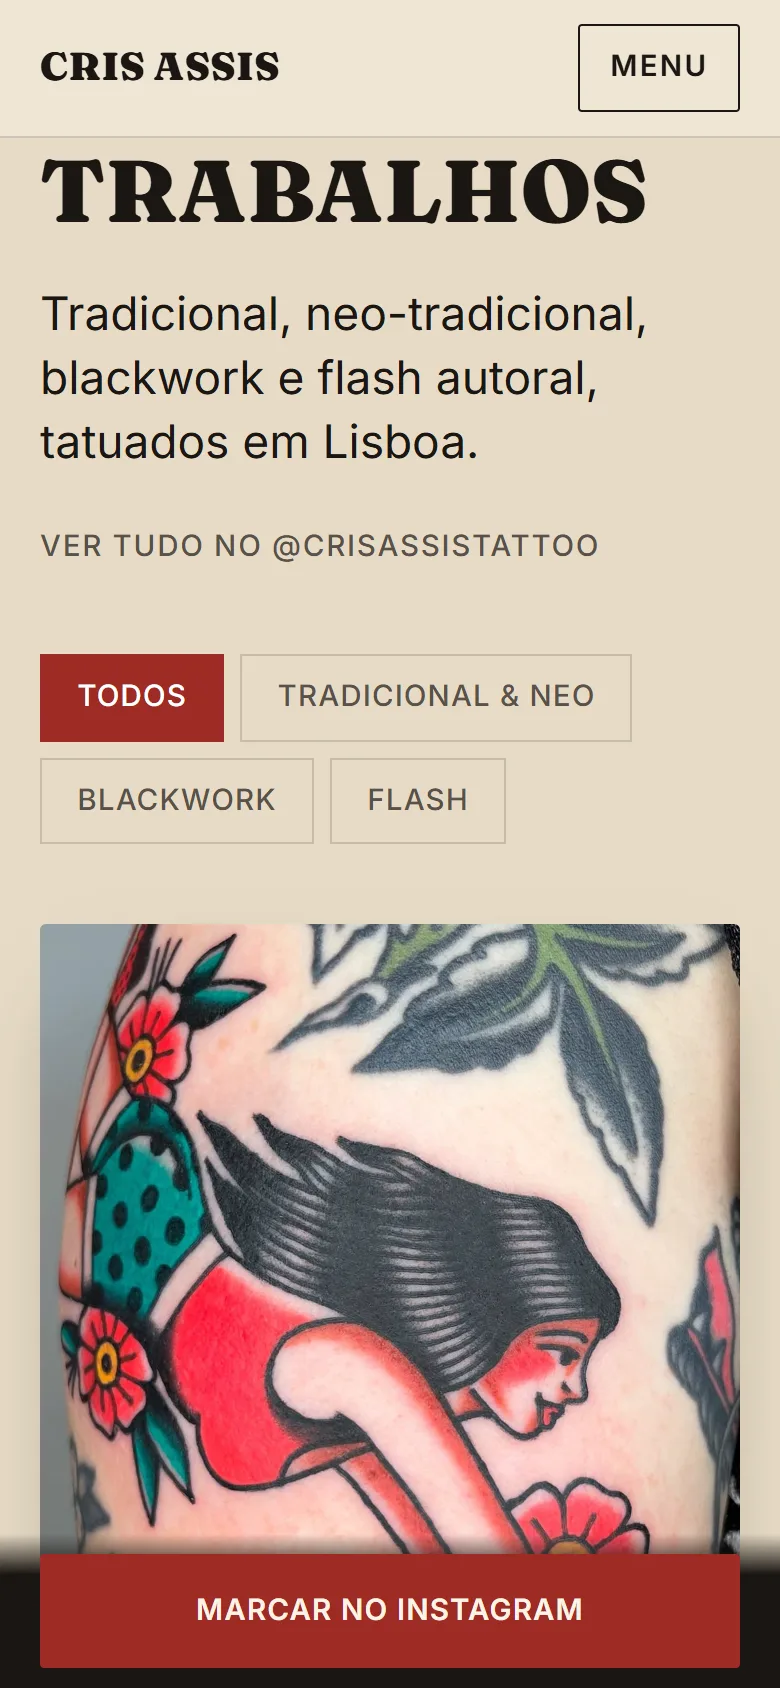 CRIS ASSIS
MENU
TRABALHOS
Tradicional, neo-tradicional,
blackwork e flash autoral,
tatuados em Lisboa.
VER TUDO NO @CRISASSISTATTOO
TODOS
TRADICIONAL & NEO
BLACKWORK
FLASH
MARCAR NO INSTAGRAM